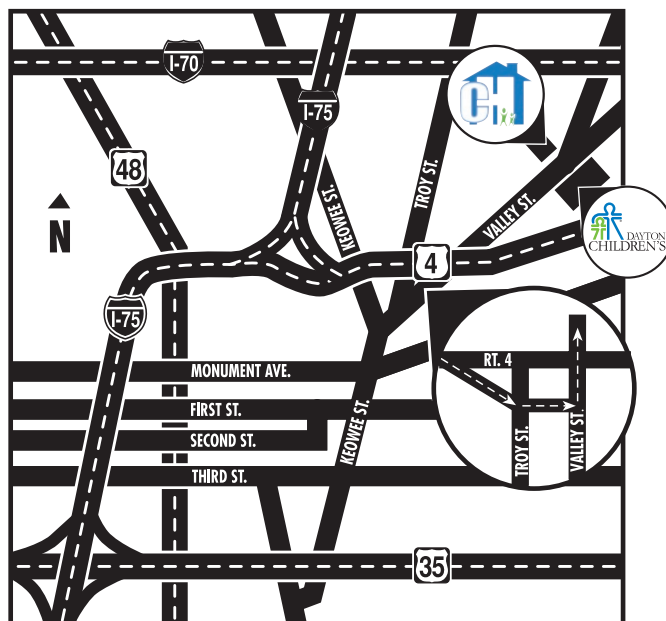 I-70
I-75
CH
48
KEOWEE ST.
TROY ST.
VALLEY ST.
N
DAYTON
CHILDREN'S
4
I-75
RT. 4
MONUMENT AVE.
FIRST ST.
SECOND ST.
THIRD ST.
KEOWEE ST.
TROY ST.
VALLEY ST.
35